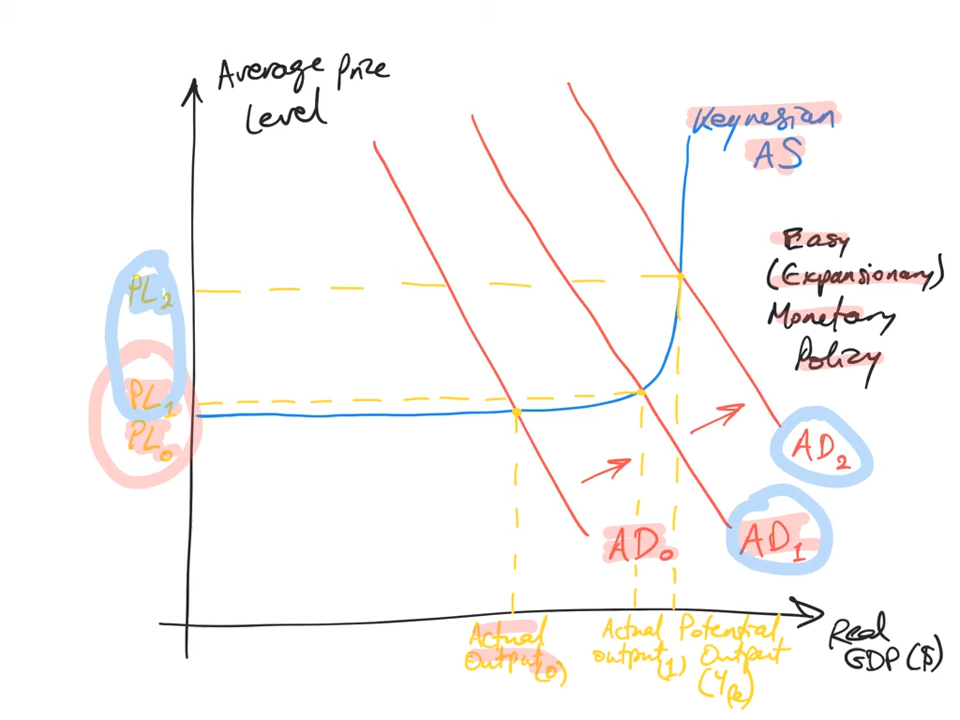 Average Price
Level
Keynesian
AS
Easy
(Expansionary)
Monetary
Policy
PL2
PL1
PL0
AD2
AD1
AD0
Actual
Output(0)
Actual
output(1)
Potential
Output
(Yfe)
Real
GDP ($)